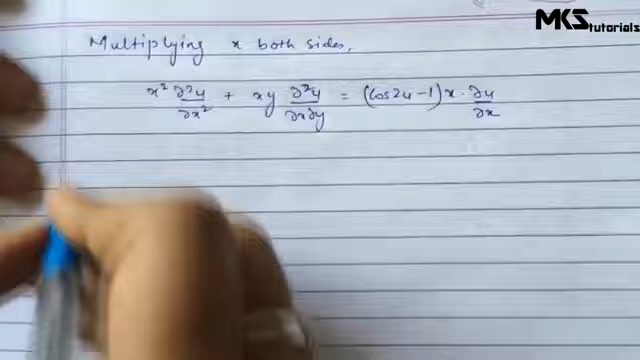 MKS tutorials
Multiplying x both sides,
x² ∂²u/∂x² + xy ∂²u/∂x∂y = (cos2u-1)x·∂u/∂x